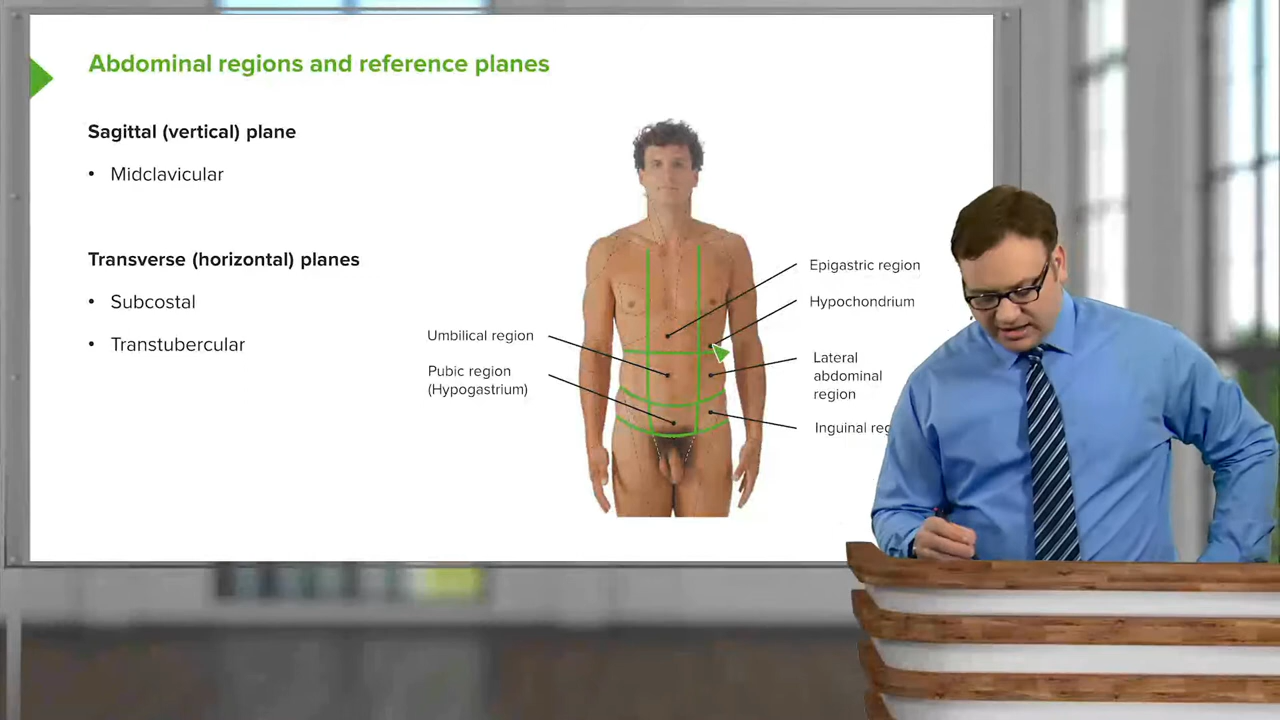 Abdominal regions and reference planes
Sagittal (vertical) plane
• Midclavicular
Transverse (horizontal) planes
• Subcostal
• Transtubercular
Umbilical region
Pubic region
(Hypogastrium)
Epigastric region
Hypochondrium
Lateral
abdominal
region
Inguinal